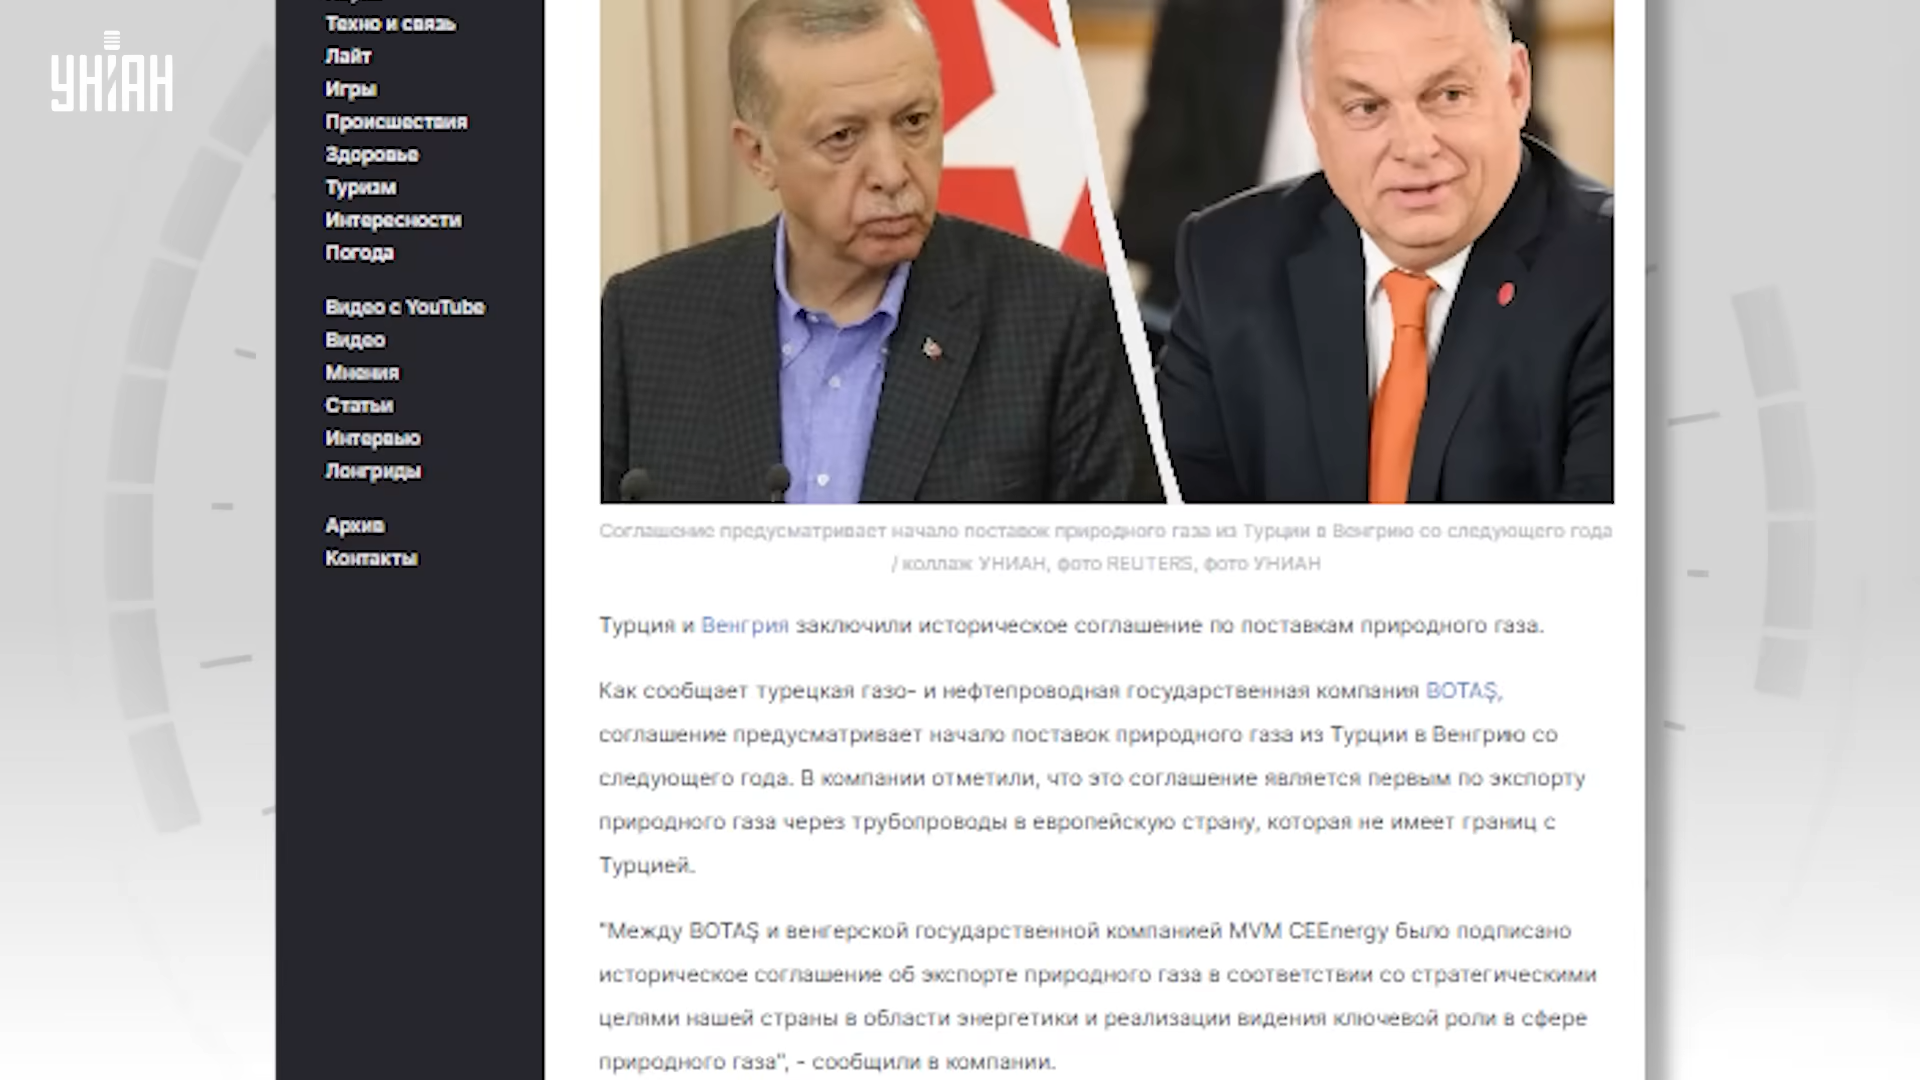 УНІАН
Техно и связь
Лайт
Игры
Происшествия
Здоровье
Туризм
Интересности
Погода
Видео с YouTube
Видео
Мнения
Статьи
Интервью
Лонгриды
Архив
Контакты
Соглашение предусматривает начало поставок природного газа из Турции в Венгрию со следующего года
/ коллаж УНИАН, фото REUTERS, фото УНИАН
Турция и Венгрия заключили историческое соглашение по поставкам природного газа.
Как сообщает турецкая газо- и нефтепроводная государственная компания BOTAŞ,
соглашение предусматривает начало поставок природного газа из Турции в Венгрию со
следующего года. В компании отметили, что это соглашение является первым по экспорту
природного газа через трубопроводы в европейскую страну, которая не имеет границ с
Турцией.
"Между BOTAŞ и венгерской государственной компанией MVM CEEnergy было подписано
историческое соглашение об экспорте природного газа в соответствии со стратегическими
целями нашей страны в области энергетики и реализации видения ключевой роли в сфере
природного газа", - сообщили в компании.